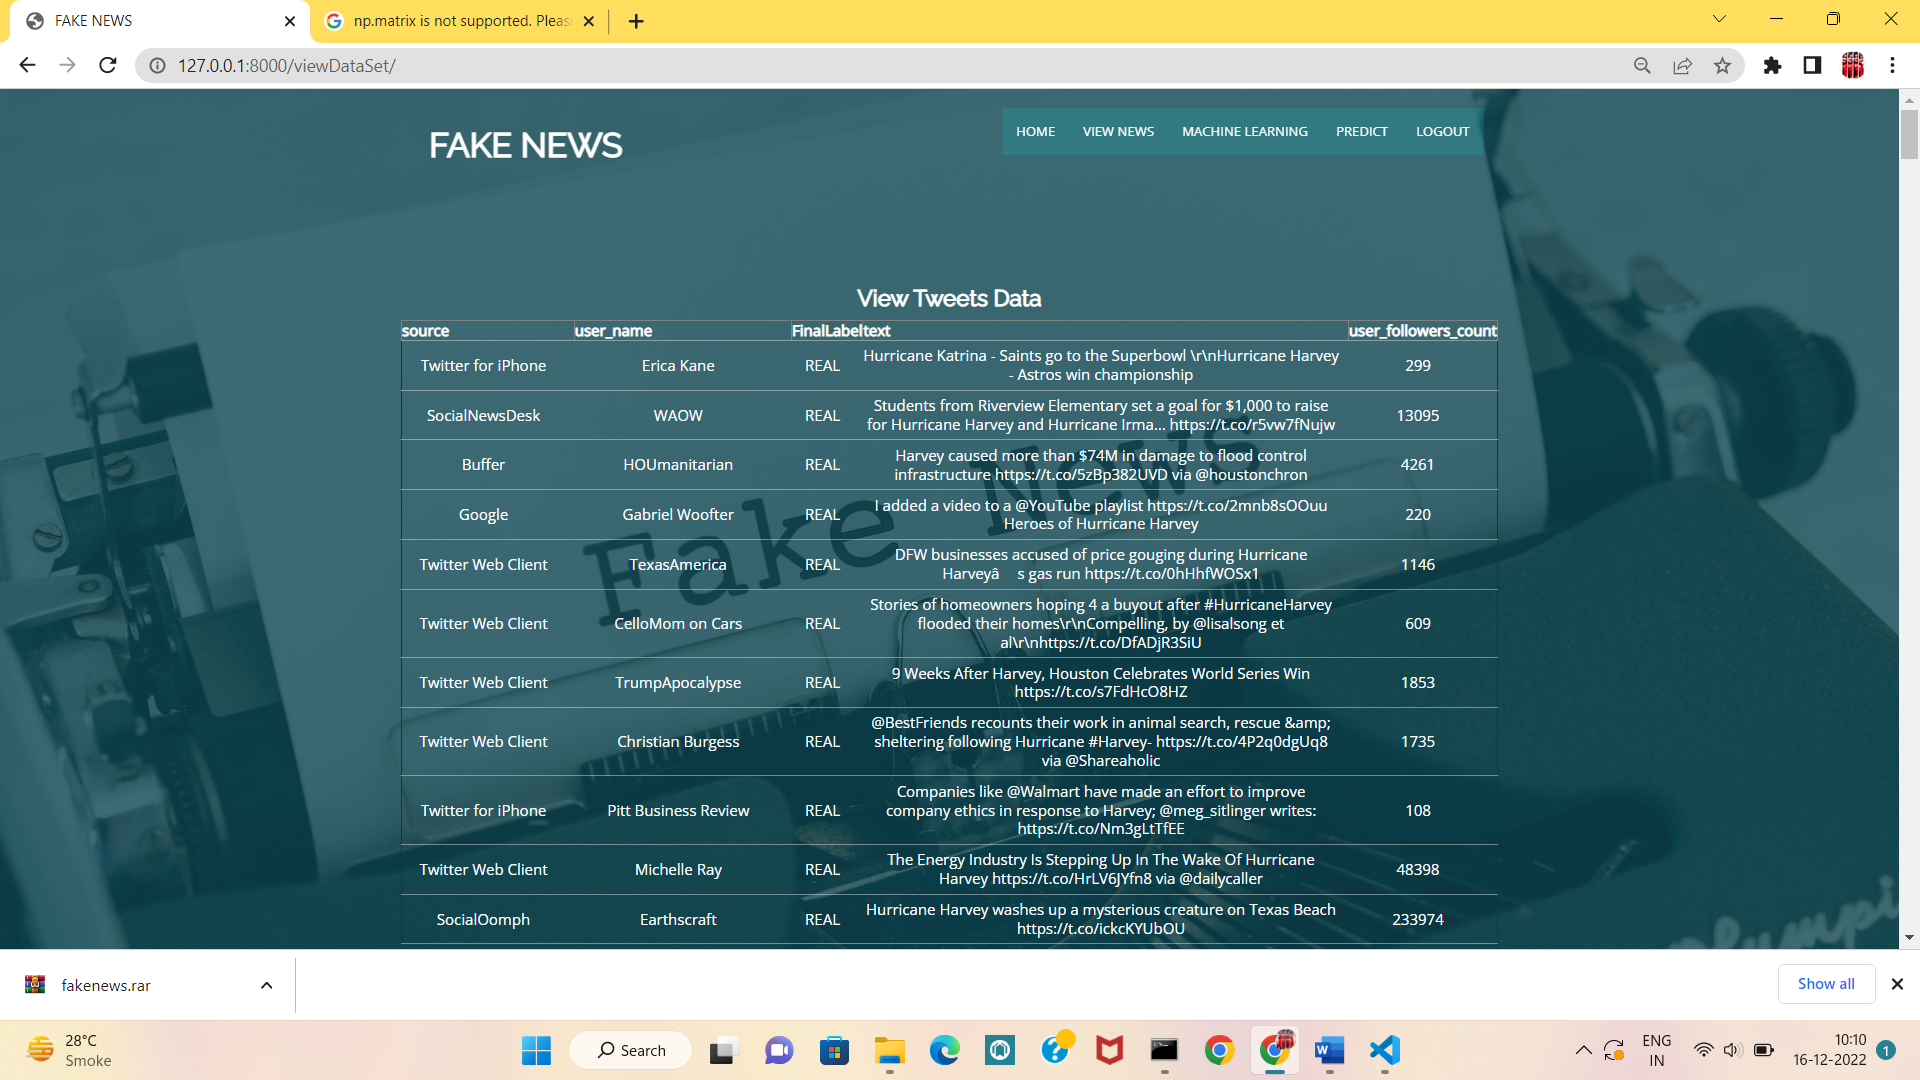 FAKE NEWS
np.matrix is not supported. Pleas
127.0.0.1:8000/viewDataSet/
FAKE NEWS
HOME VIEW NEWS MACHINE LEARNING PREDICT LOGOUT
View Tweets Data
source user_name FinalLabel text user_followers_count
Twitter for iPhone Erica Kane REAL Hurricane Katrina - Saints go to the Superbowl \r\nHurricane Harvey
- Astros win championship 299
SocialNewsDesk WAOW REAL Students from Riverview Elementary set a goal for $1,000 to raise
for Hurricane Harvey and Hurricane Irma... https://t.co/r5vw7fNujw 13095
Buffer HOUmanitarian REAL Harvey caused more than $74M in damage to flood control
infrastructure https://t.co/5zBp382UVD via @houstonchron 4261
Google Gabriel Woofter REAL I added a video to a @YouTube playlist https://t.co/2mnb8sOOuu
Heroes of Hurricane Harvey 220
Twitter Web Client TexasAmerica REAL DFW businesses accused of price gouging during Hurricane
Harveyâ s gas run https://t.co/0hHhfWOSx1 1146
Twitter Web Client CelloMom on Cars REAL Stories of homeowners hoping 4 a buyout after #HurricaneHarvey
flooded their homes\r\nCompelling, by @lisalsong et
al\r\nhttps://t.co/DfADjR3SiU 609
Twitter Web Client TrumpApocalypse REAL 9 Weeks After Harvey, Houston Celebrates World Series Win
https://t.co/s7FdHcO8HZ 1853
Twitter Web Client Christian Burgess REAL @BestFriends recounts their work in animal search, rescue &amp;
sheltering following Hurricane #Harvey- https://t.co/4P2q0dgUq8
via @Shareaholic 1735
Twitter for iPhone Pitt Business Review REAL Companies like @Walmart have made an effort to improve
company ethics in response to Harvey; @meg_sitlinger writes:
https://t.co/Nm3gLtTfEE 108
Twitter Web Client Michelle Ray REAL The Energy Industry Is Stepping Up In The Wake Of Hurricane
Harvey https://t.co/HrLV6JYfn8 via @dailycaller 48398
SocialOomph Earthscraft REAL Hurricane Harvey washes up a mysterious creature on Texas Beach
https://t.co/ickcKYUbOU 233974
Fake News
fakenews.rar
Show all
28°C
Smoke
Search
ENG
IN
10:10
16-12-2022
1